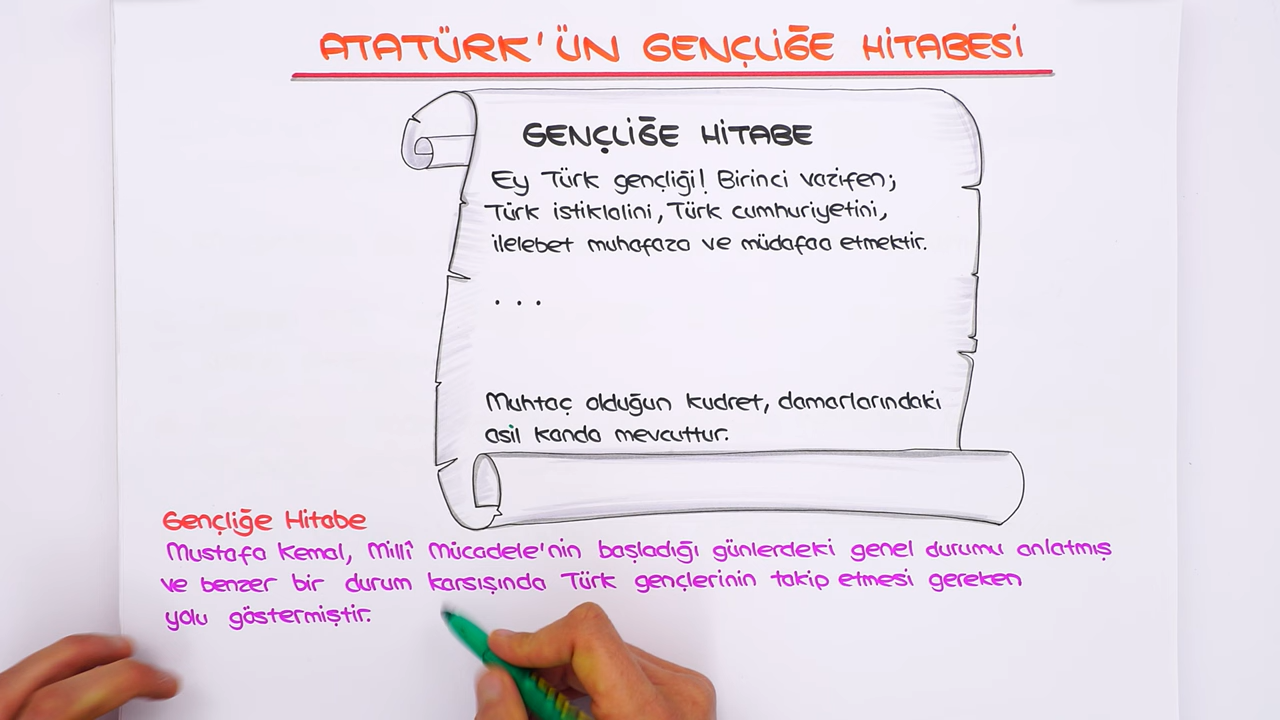 ATATÜRK'ÜN GENÇLİĞE HİTABESİ
GENÇLİĞE HİTABE
Ey Türk gençliği! Birinci vazifen;
Türk istiklalini, Türk cumhuriyetini,
ilelebet muhafaza ve müdafaa etmektir.
...
Muhtaç olduğun kudret, damarlarındaki
asil kanda mevcuttur.
Gençliğe Hitabe
Mustafa Kemal, Millî Mücadele'nin başladığı günlerdeki genel durumu anlatmış
ve benzer bir durum karsışında Türk gençlerinin takip etmesi gereken
yolu göstermiştir.